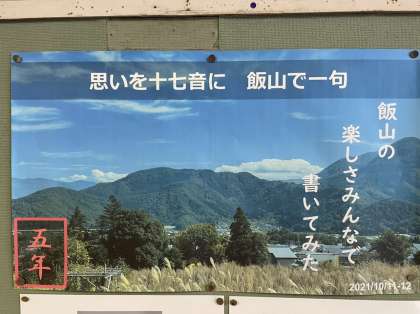 思いを十七音に　飯山で一句
飯山の
楽しさみんなで
書いてみた
五年
2021/10/11-12